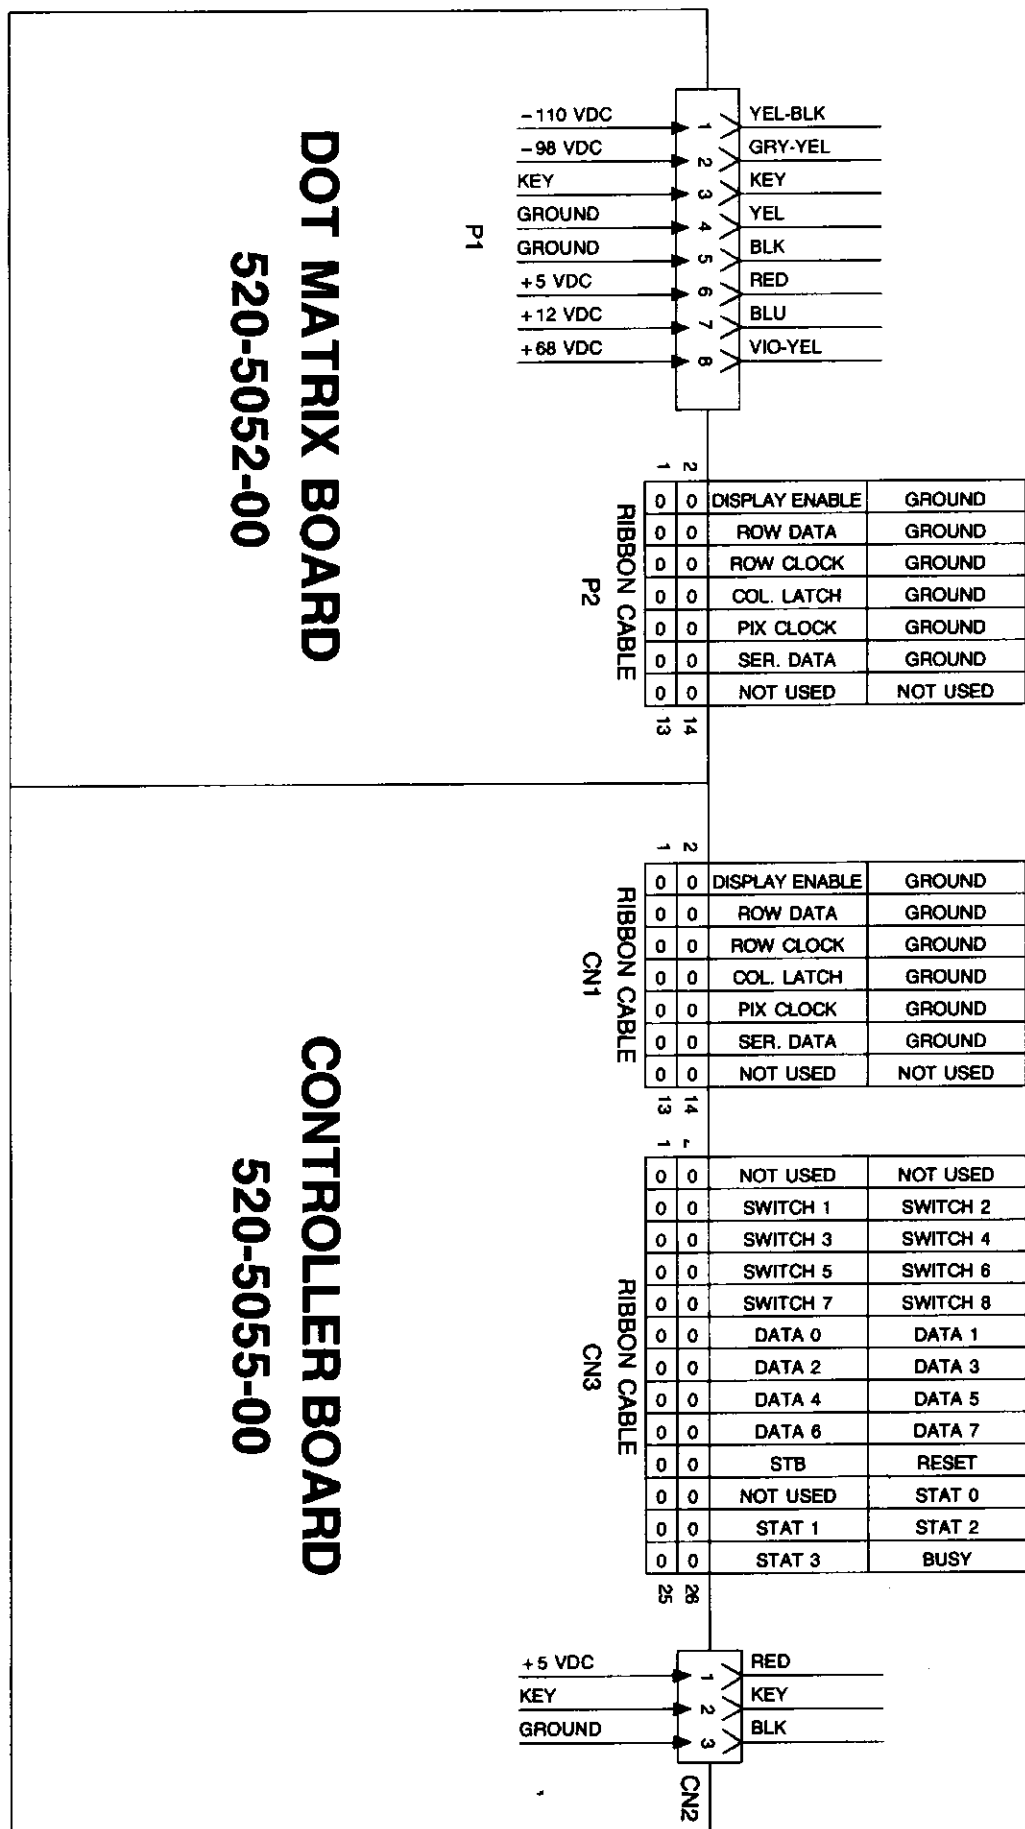 DOT MATRIX BOARD
520-5052-00
P1
-110 VDC 1 YEL-BLK
-98 VDC 2 GRY-YEL
KEY 3 KEY
GROUND 4 YEL
GROUND 5 BLK
+5 VDC 6 RED
+12 VDC 7 BLU
+68 VDC 8 VIO-YEL
RIBBON CABLE
P2
1 2
0 0 DISPLAY ENABLE GROUND
0 0 ROW DATA GROUND
0 0 ROW CLOCK GROUND
0 0 COL. LATCH GROUND
0 0 PIX CLOCK GROUND
0 0 SER. DATA GROUND
0 0 NOT USED NOT USED
13 14
CONTROLLER BOARD
520-5055-00
RIBBON CABLE
CN1
1 2
0 0 DISPLAY ENABLE GROUND
0 0 ROW DATA GROUND
0 0 ROW CLOCK GROUND
0 0 COL. LATCH GROUND
0 0 PIX CLOCK GROUND
0 0 SER. DATA GROUND
0 0 NOT USED NOT USED
13 14
RIBBON CABLE
CN3
1
0 0 NOT USED NOT USED
0 0 SWITCH 1 SWITCH 2
0 0 SWITCH 3 SWITCH 4
0 0 SWITCH 5 SWITCH 6
0 0 SWITCH 7 SWITCH 8
0 0 DATA 0 DATA 1
0 0 DATA 2 DATA 3
0 0 DATA 4 DATA 5
0 0 DATA 6 DATA 7
0 0 STB RESET
0 0 NOT USED STAT 0
0 0 STAT 1 STAT 2
0 0 STAT 3 BUSY
25 26
+5 VDC 1 RED
KEY 2 KEY
GROUND 3 BLK
CN2